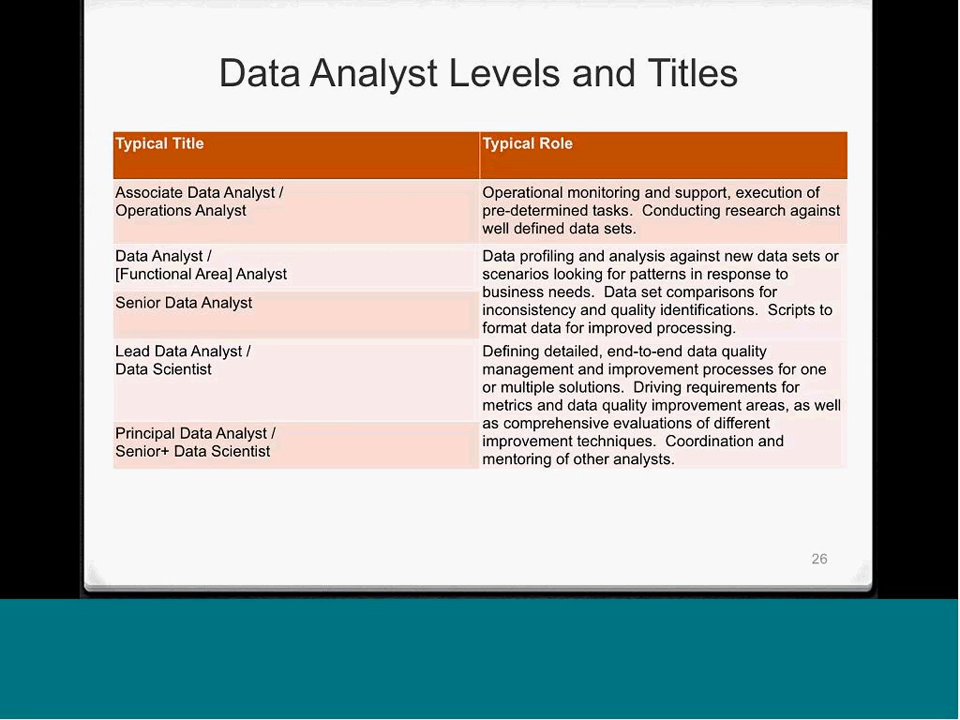 Data Analyst Levels and Titles
Typical Title
Typical Role
Associate Data Analyst /
Operations Analyst
Operational monitoring and support, execution of
pre-determined tasks.  Conducting research against
well defined data sets.
Data Analyst /
[Functional Area] Analyst
Senior Data Analyst
Data profiling and analysis against new data sets or
scenarios looking for patterns in response to
business needs.  Data set comparisons for
inconsistency and quality identifications.  Scripts to
format data for improved processing.
Lead Data Analyst /
Data Scientist
Principal Data Analyst /
Senior+ Data Scientist
Defining detailed, end-to-end data quality
management and improvement processes for one
or multiple solutions.  Driving requirements for
metrics and data quality improvement areas, as well
as comprehensive evaluations of different
improvement techniques.  Coordination and
mentoring of other analysts.
26